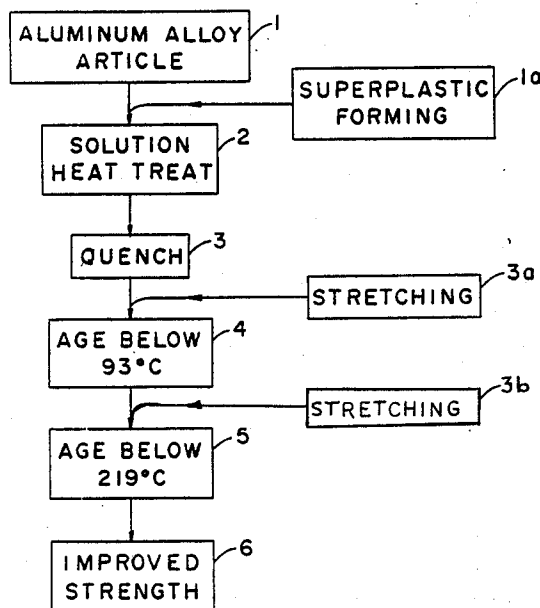 ALUMINUM ALLOY
ARTICLE
1
SUPERPLASTIC
FORMING
1a
SOLUTION
HEAT TREAT
2
QUENCH
3
STRETCHING
3a
AGE BELOW
93°C
4
STRETCHING
3b
AGE BELOW
219°C
5
IMPROVED
STRENGTH
6